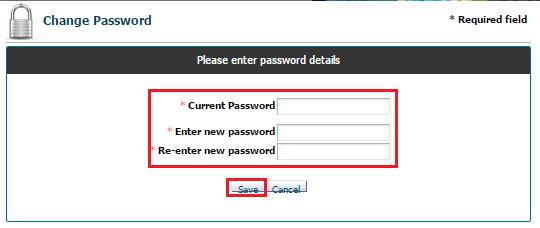 Change Password
* Required field
Please enter password details
* Current Password
* Enter new password
* Re-enter new password
Save Cancel